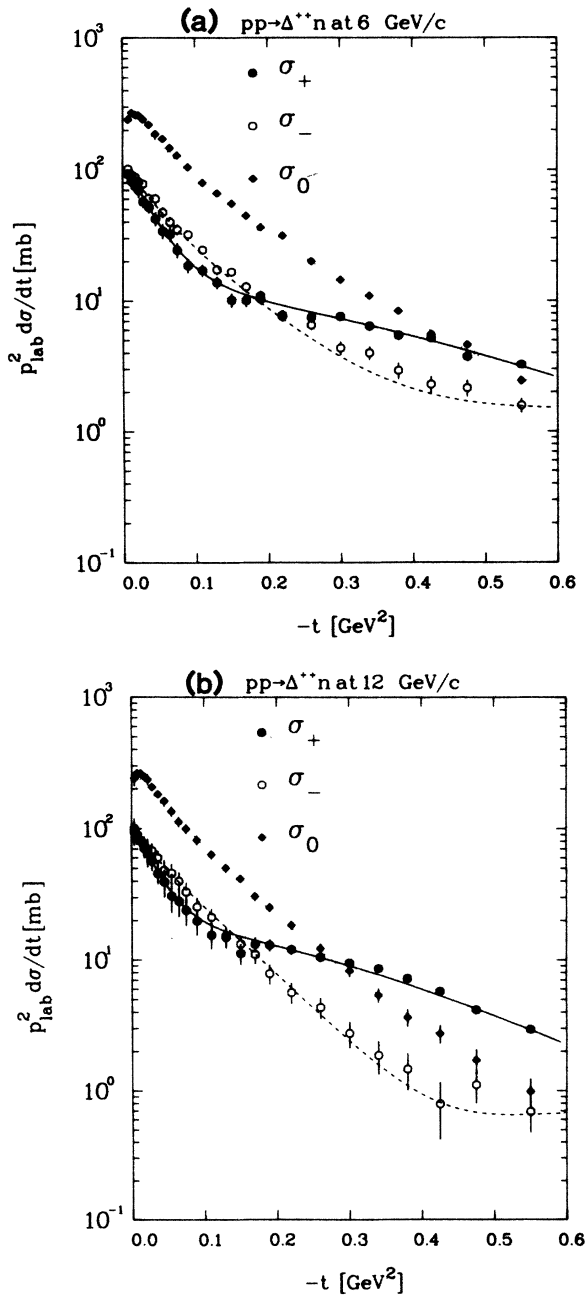 (a) pp→Δ⁺⁺n at 6 GeV/c
10³
10²
10¹
10⁰
10⁻¹
p²lab dσ/dt [mb]
σ₊
σ₋
σ₀
0.0 0.1 0.2 0.3 0.4 0.5 0.6
−t [GeV²]
(b) pp→Δ⁺⁺n at 12 GeV/c
10³
10²
10¹
10⁰
10⁻¹
p²lab dσ/dt [mb]
σ₊
σ₋
σ₀
0.0 0.1 0.2 0.3 0.4 0.5 0.6
−t [GeV²]